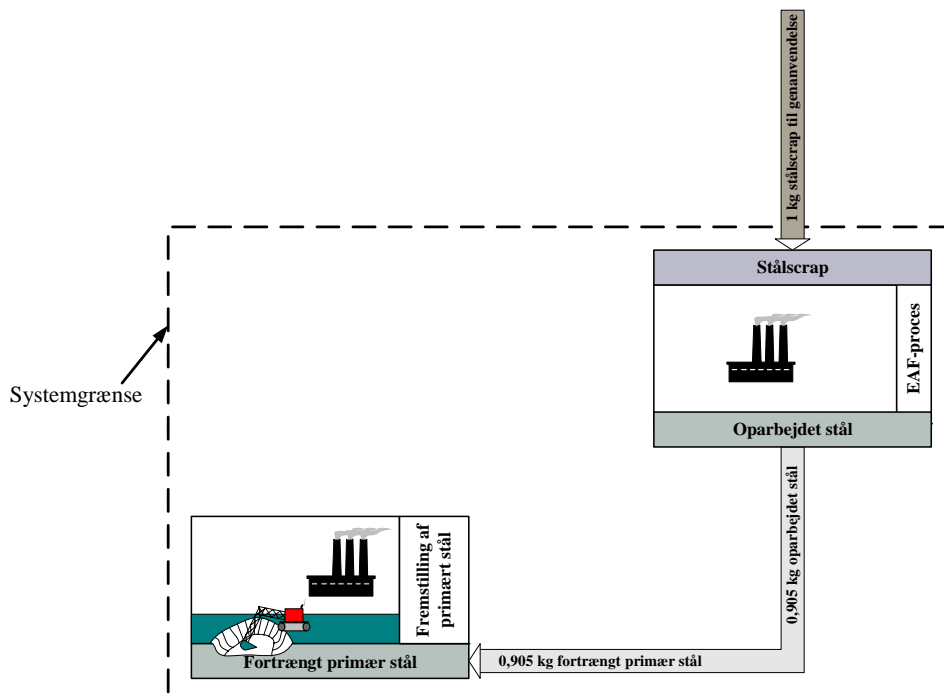 1 kg stålscrap til genanvendelse
Stålscrap
EAF-proces
Oparbejdet stål
Systemgrænse
0,905 kg oparbejdet stål
Fremstilling af
primært stål
Fortrængt primær stål
0,905 kg fortrængt primær stål